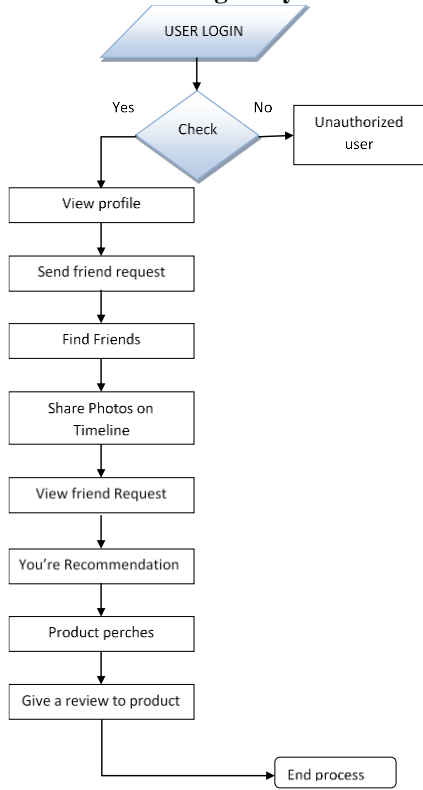 USER LOGIN
Yes
No
Check
Unauthorized
user
View profile
Send friend request
Find Friends
Share Photos on
Timeline
View friend Request
You're Recommendation
Product perches
Give a review to product
End process